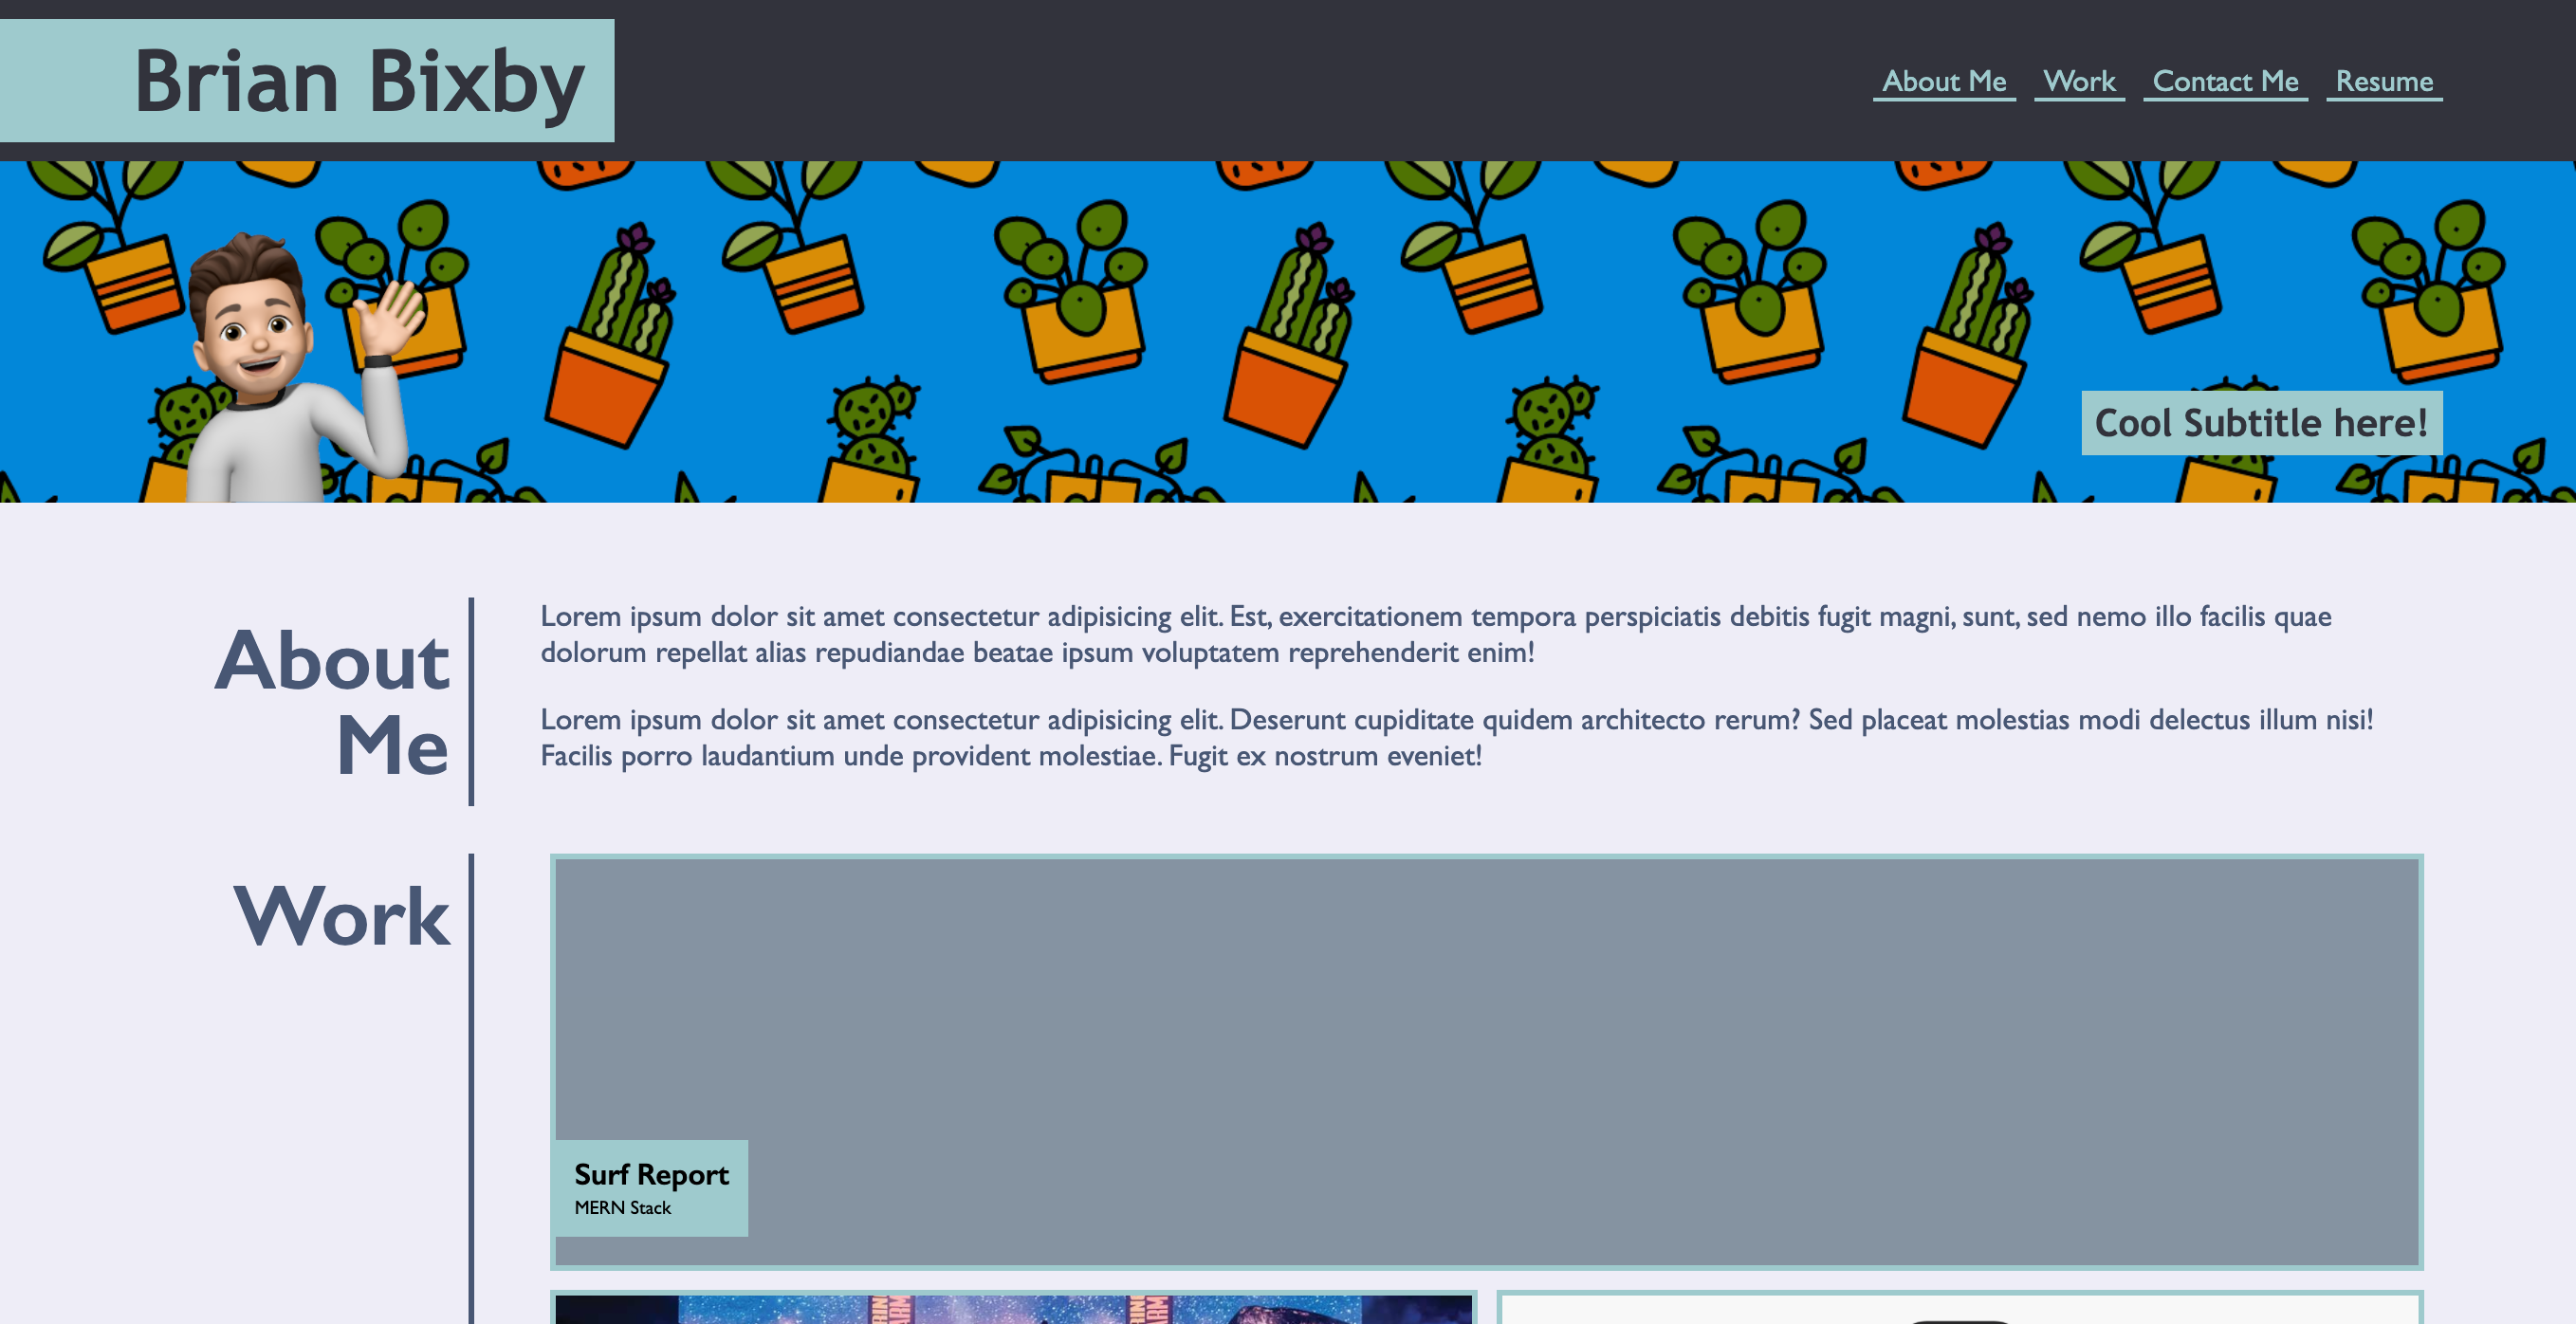 Brian Bixby
About Me Work Contact Me Resume
Cool Subtitle here!
About
Me
Lorem ipsum dolor sit amet consectetur adipisicing elit. Est, exercitationem tempora perspiciatis debitis fugit magni, sunt, sed nemo illo facilis quae
dolorum repellat alias repudiandae beatae ipsum voluptatem reprehenderit enim!
Lorem ipsum dolor sit amet consectetur adipisicing elit. Deserunt cupiditate quidem architecto rerum? Sed placeat molestias modi delectus illum nisi!
Facilis porro laudantium unde provident molestiae. Fugit ex nostrum eveniet!
Work
Surf Report
MERN Stack